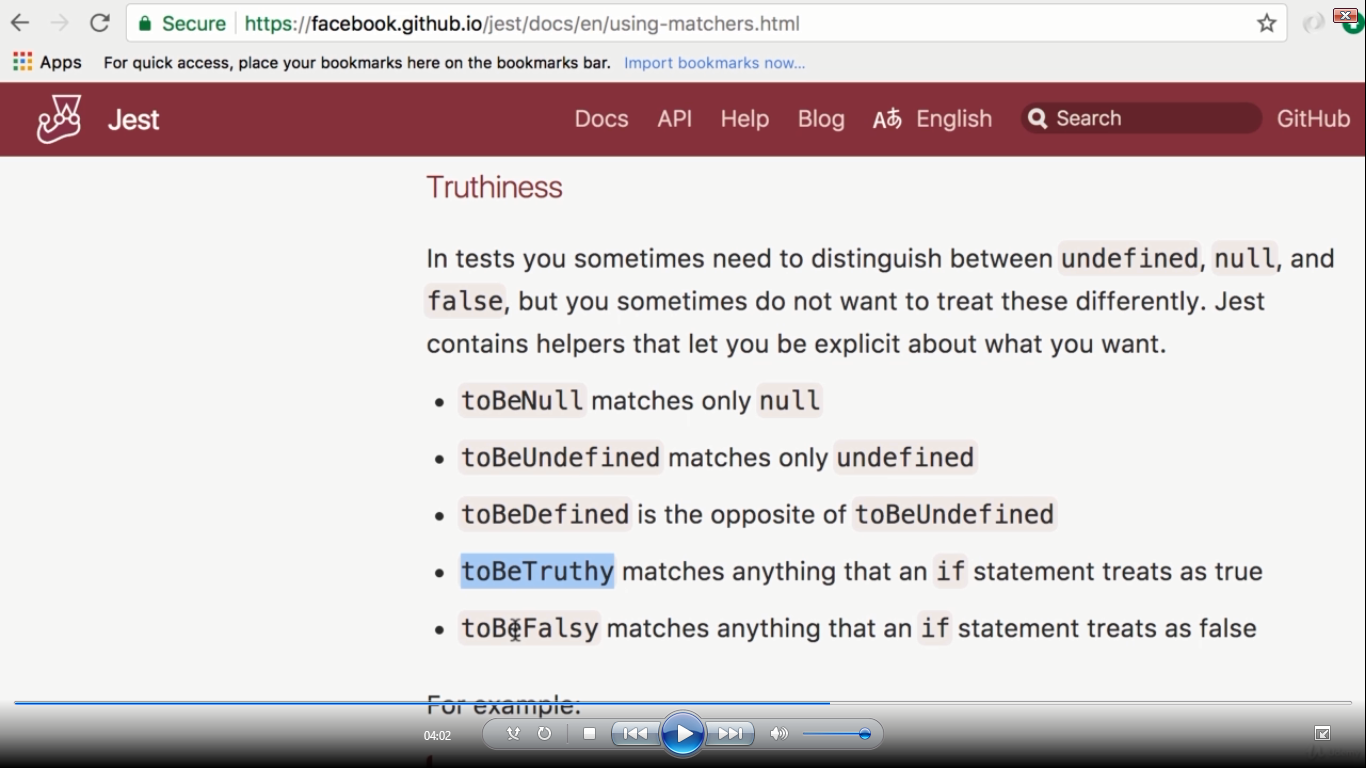 Secure https://facebook.github.io/jest/docs/en/using-matchers.html
Apps For quick access, place your bookmarks here on the bookmarks bar. Import bookmarks now...
Jest Docs API Help Blog Aあ English Search GitHub
Truthiness
In tests you sometimes need to distinguish between undefined, null, and
false, but you sometimes do not want to treat these differently. Jest
contains helpers that let you be explicit about what you want.
• toBeNull matches only null
• toBeUndefined matches only undefined
• toBeDefined is the opposite of toBeUndefined
• toBeTruthy matches anything that an if statement treats as true
• toBeFalsy matches anything that an if statement treats as false
For example:
04:02